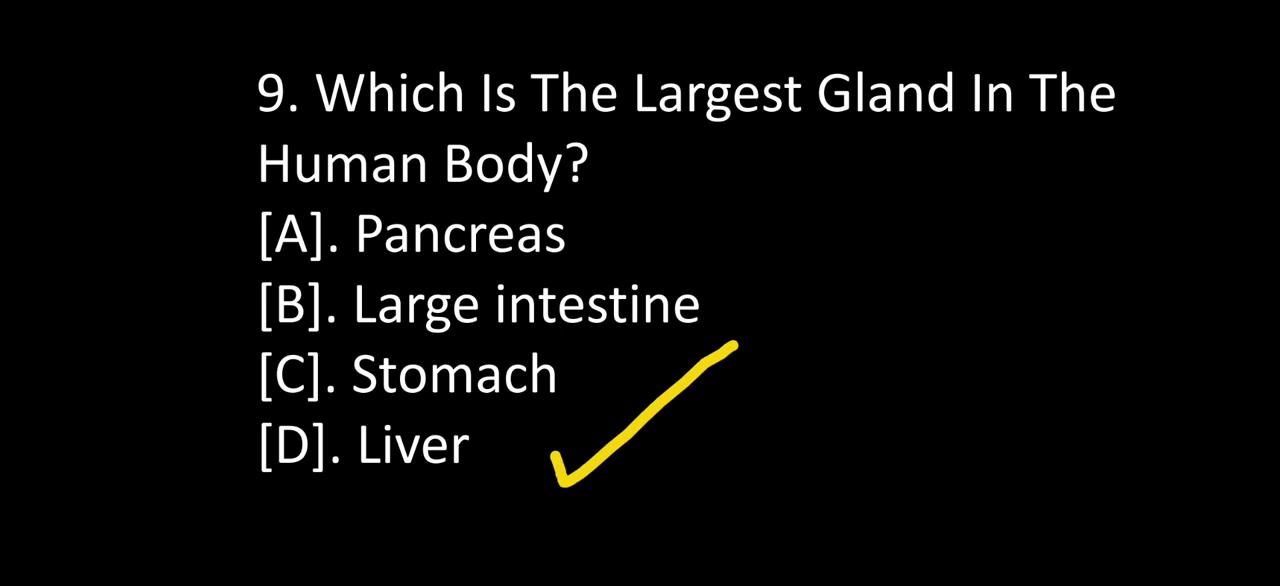 9. Which Is The Largest Gland In The
Human Body?
[A]. Pancreas
[B]. Large intestine
[C]. Stomach
[D]. Liver